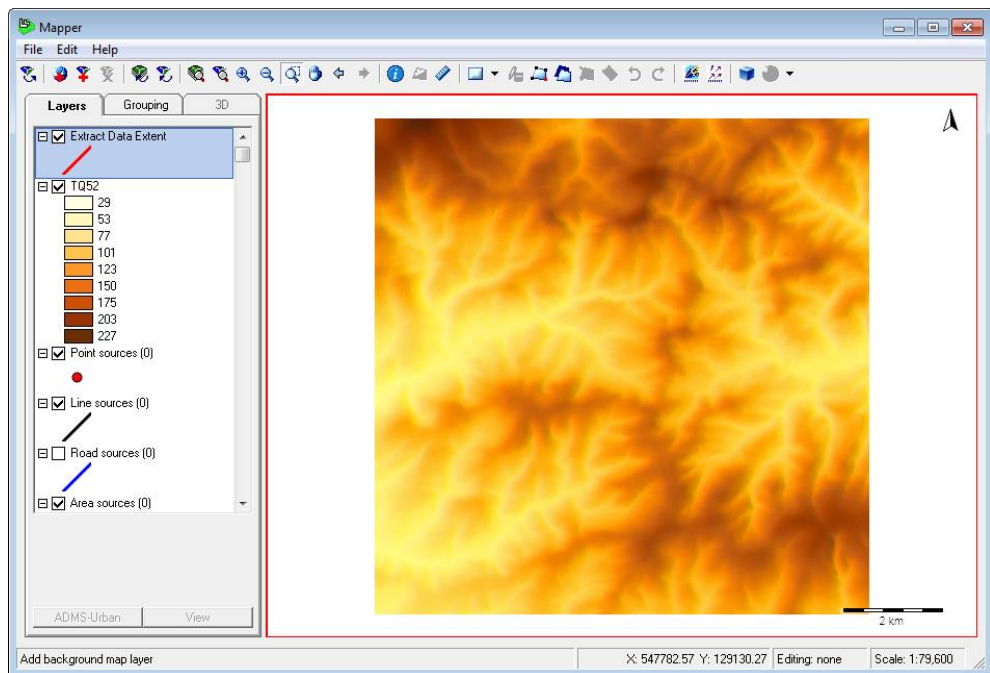 Mapper
File Edit Help
Layers Grouping 3D
Extract Data Extent
TQ52
29
53
77
101
123
150
175
203
227
Point sources (0)
Line sources (0)
Road sources (0)
Area sources (0)
ADMS-Urban View
2 km
Add background map layer
X: 547782.57 Y: 129130.27 Editing: none Scale: 1:79,600